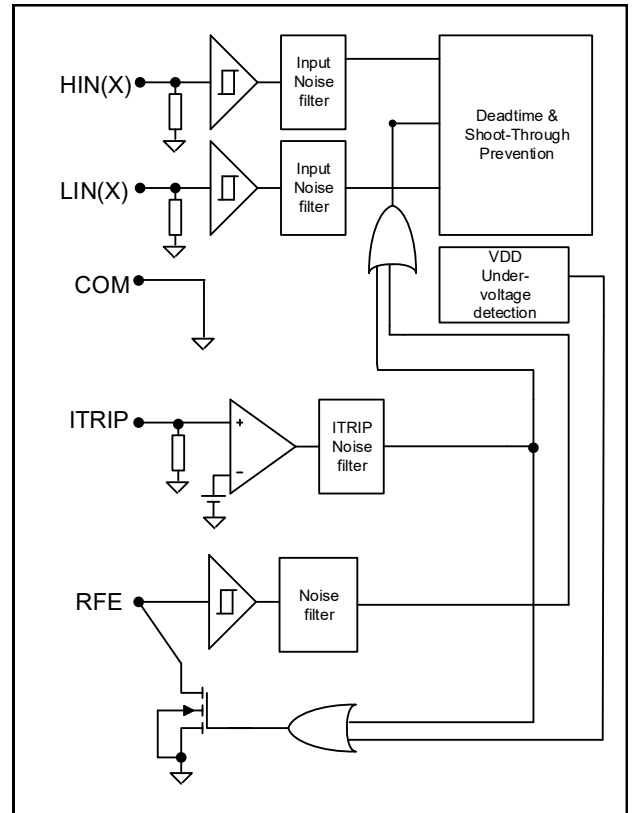 HIN(X)
Input
Noise
filter
Deadtime &
Shoot-Through
Prevention
LIN(X)
Input
Noise
filter
VDD
Under-
voltage
detection
COM
ITRIP
+
−
ITRIP
Noise
filter
RFE
Noise
filter